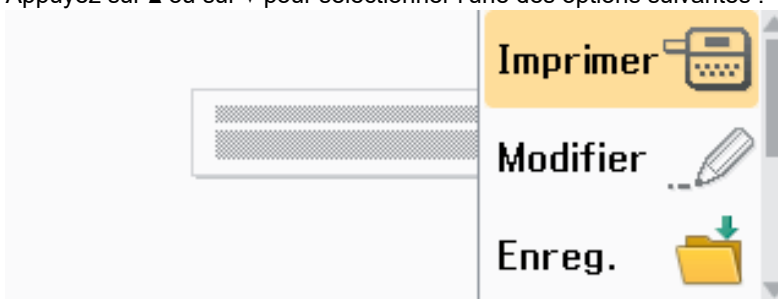 Appuyez sur ▲ ou sur ▼ pour sélectionner l'une des options suivantes :
Imprimer
Modifier
Enreg.